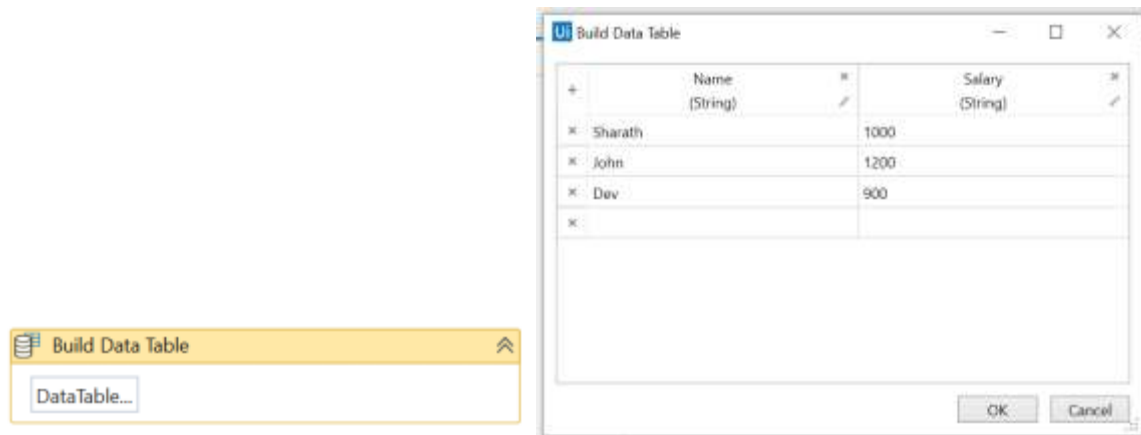 Ui Build Data Table
Name Salary
(String) (String)
Sharath 1000
John 1200
Dev 900
Build Data Table
DataTable...
OK Cancel